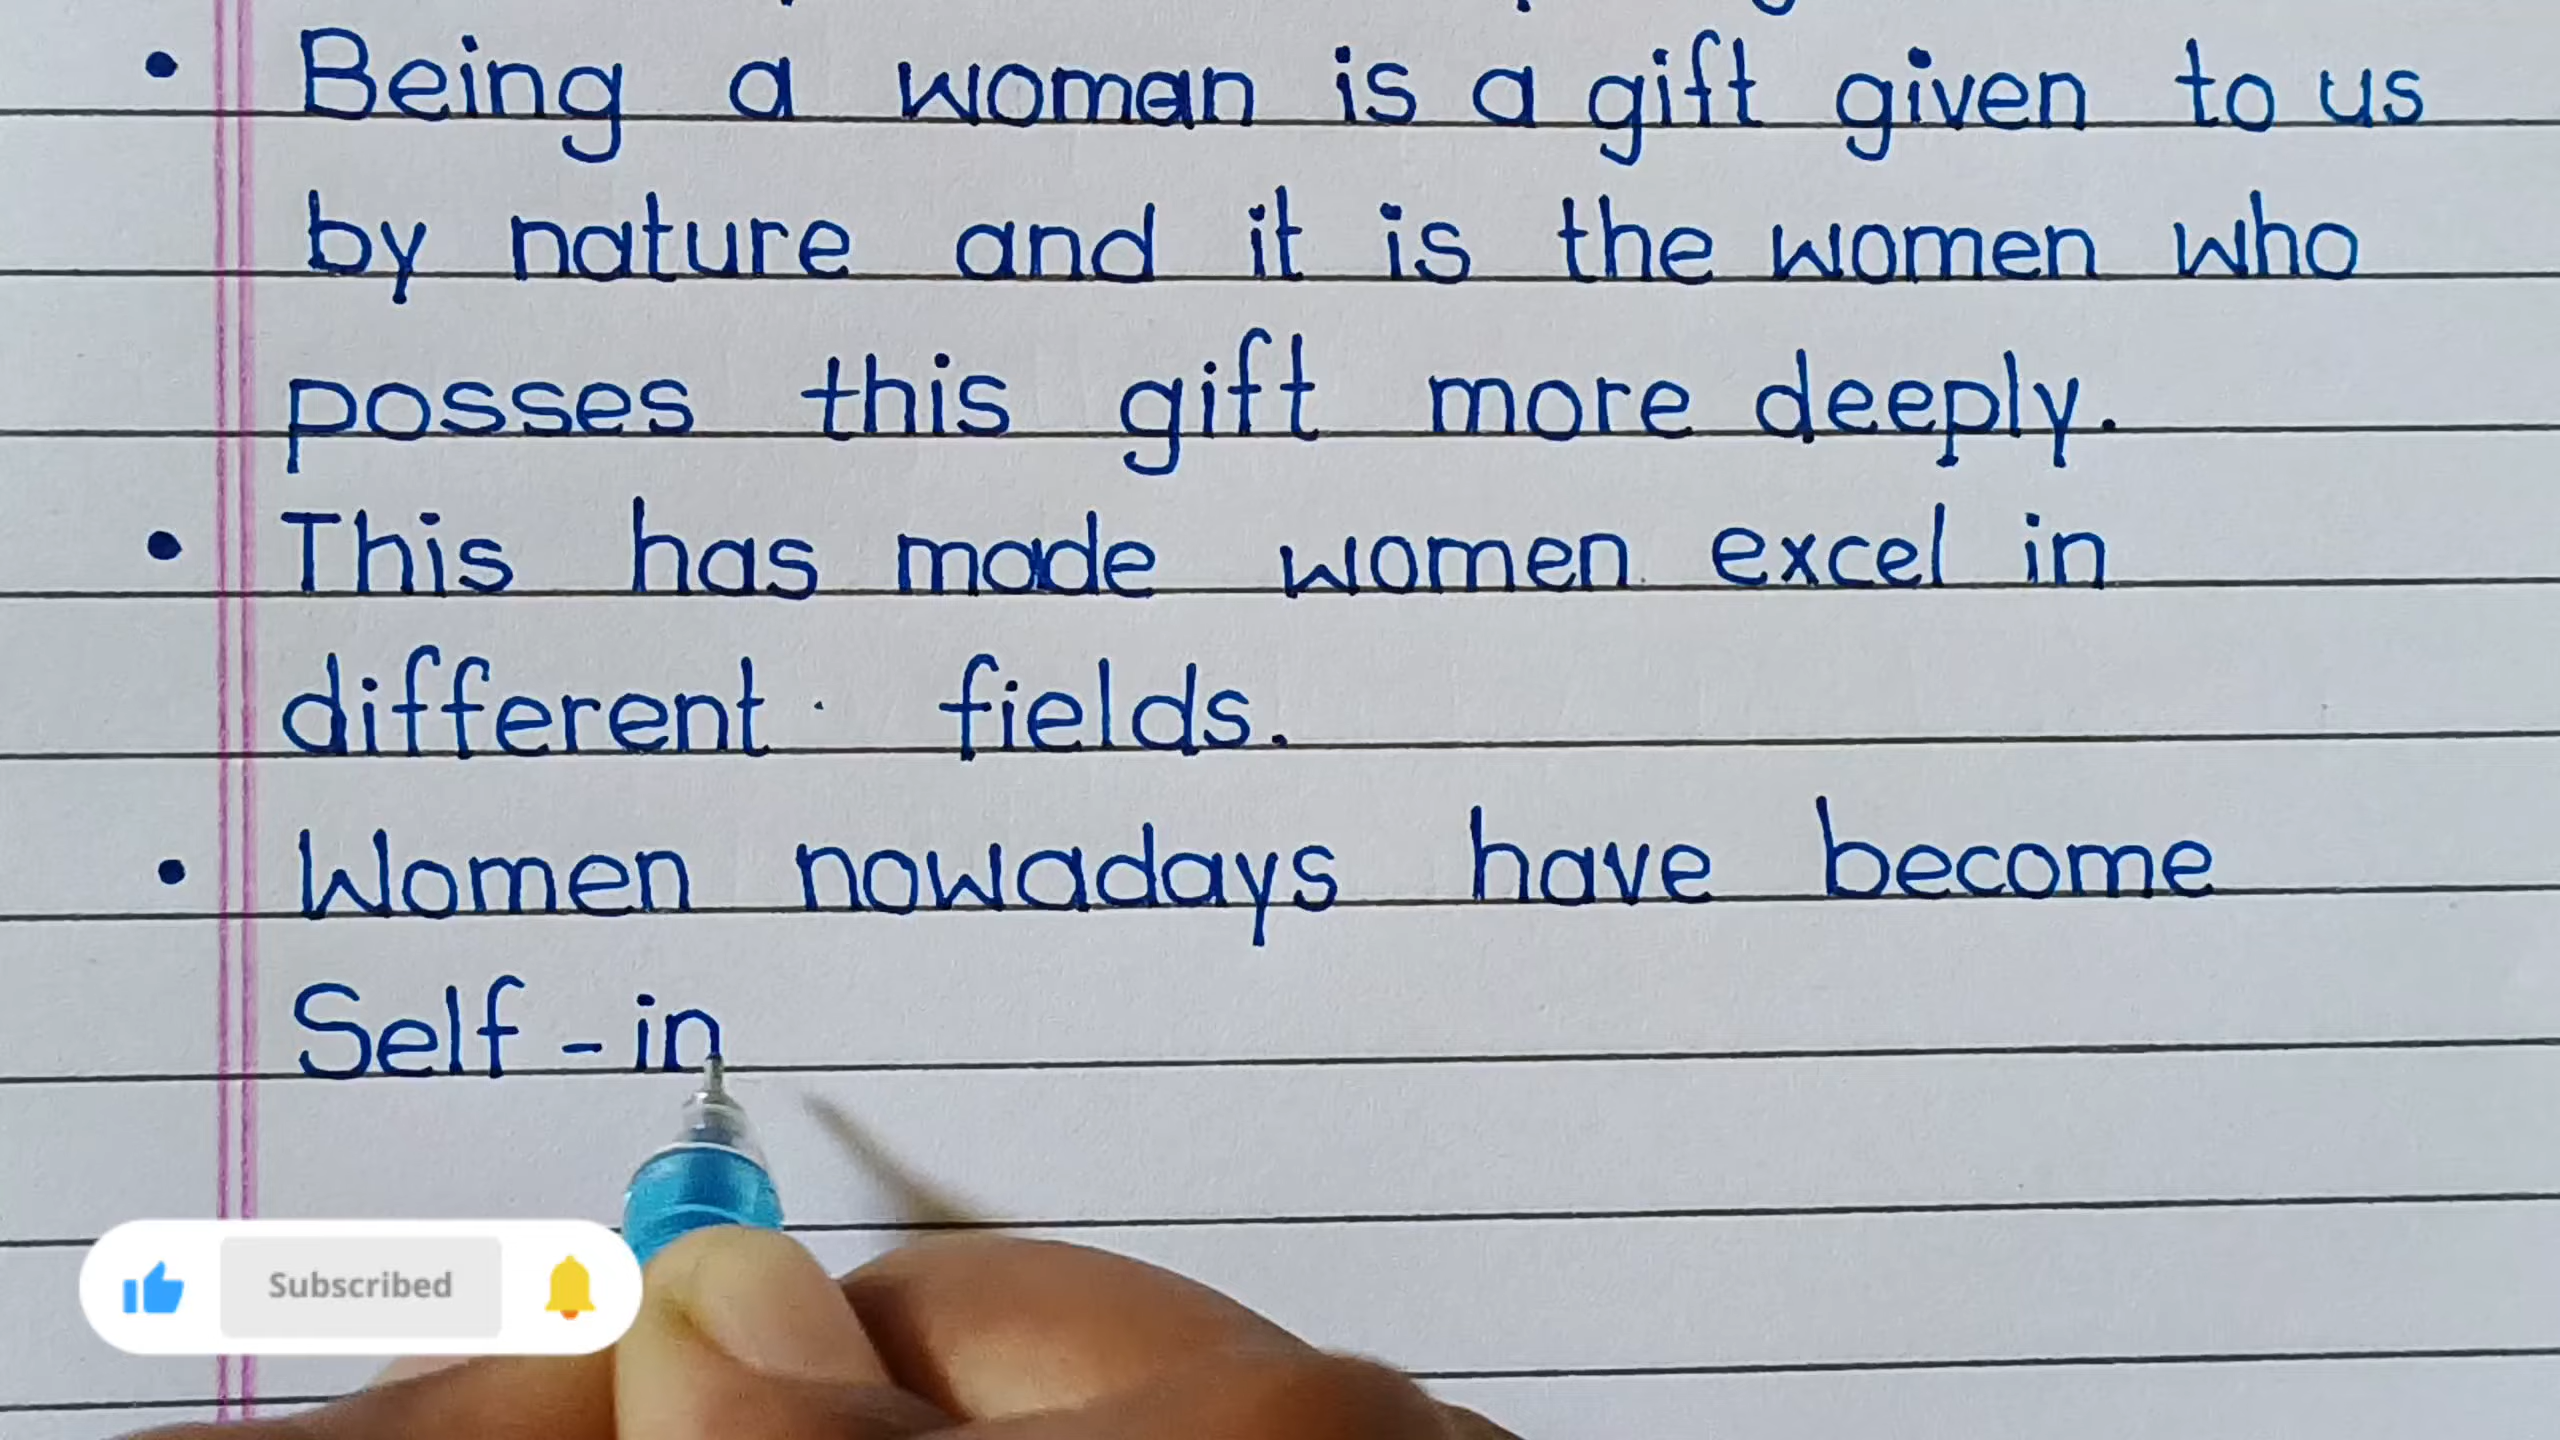 • Being a woman is a gift given to us
by nature and it is the women who
posses this gift more deeply.
• This has made women excel in
different fields.
• Women nowadays have become
Self - in
Subscribed